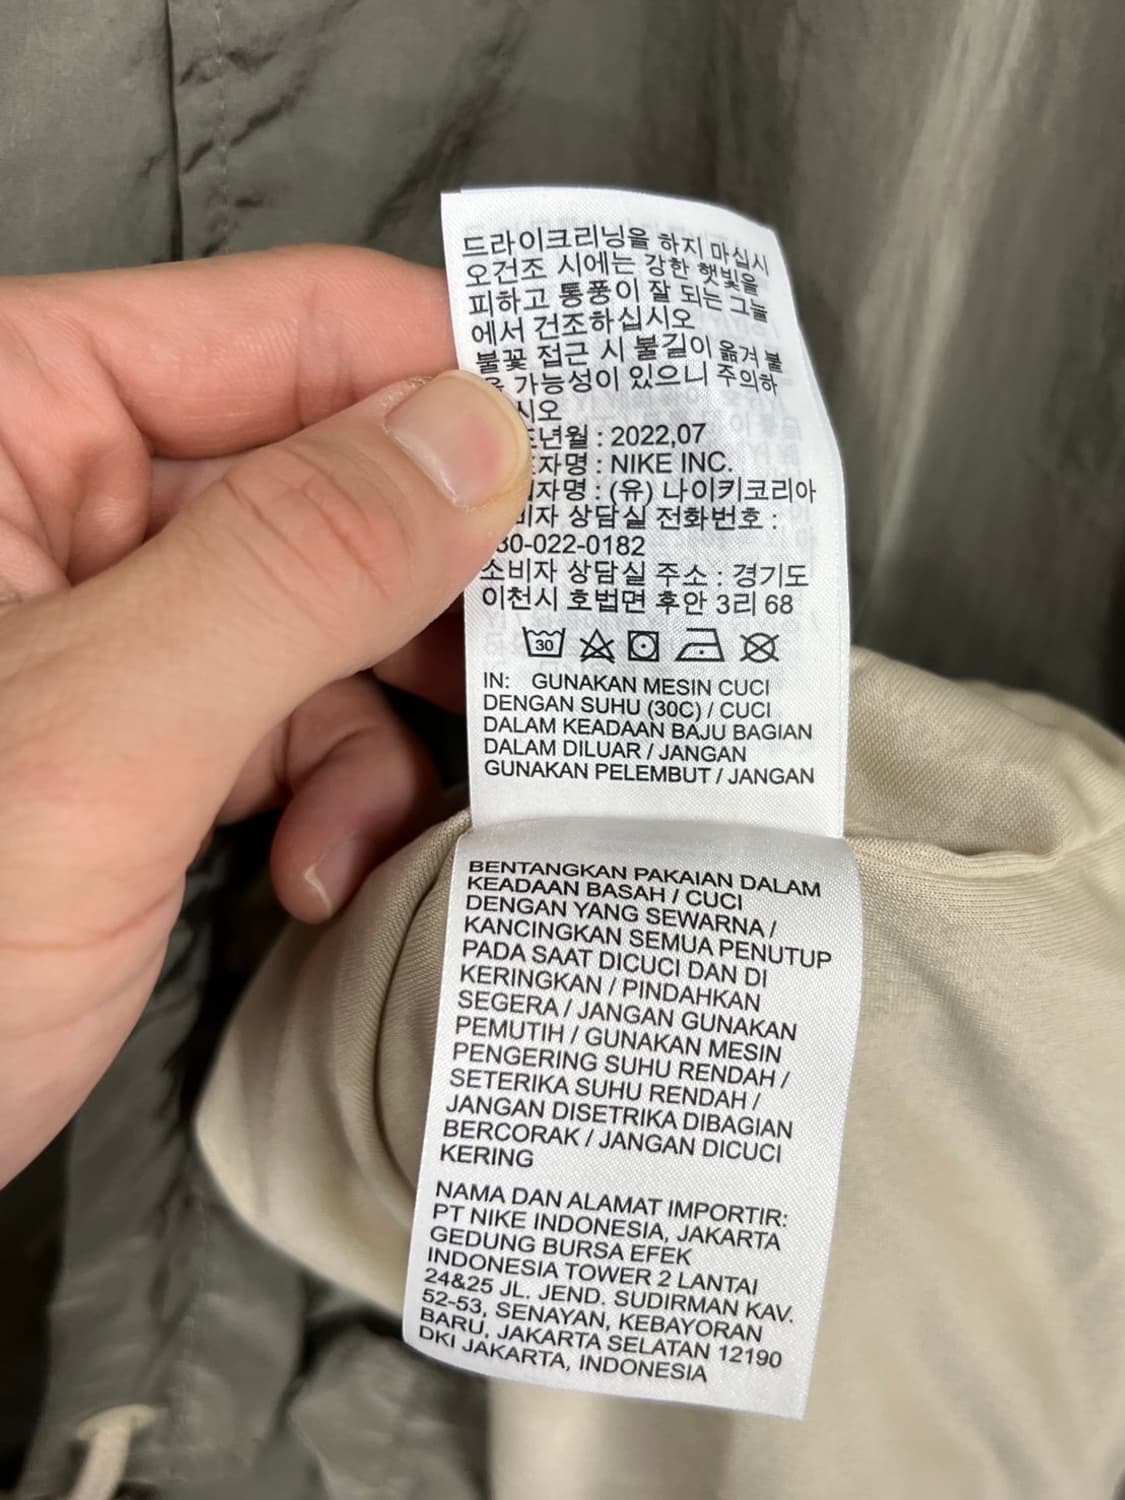 드라이크리닝을 하지 마십시
오건조 시에는 강한 햇빛을
피하고 통풍이 잘 되는 그늘
에서 건조하십시오
불꽃 접근 시 불길이 옮겨 붙
을 가능성이 있으니 주의하
시오
년월 : 2022,07
자명 : NIKE INC.
자명 : (유) 나이키코리아
비자 상담실 전화번호 :
80-022-0182
소비자 상담실 주소 : 경기도
이천시 호법면 후안 3리 68
30
IN: GUNAKAN MESIN CUCI
DENGAN SUHU (30C) / CUCI
DALAM KEADAAN BAJU BAGIAN
DALAM DILUAR / JANGAN
GUNAKAN PELEMBUT / JANGAN
BENTANGKAN PAKAIAN DALAM
KEADAAN BASAH / CUCI
DENGAN YANG SEWARNA /
KANCINGKAN SEMUA PENUTUP
PADA SAAT DICUCI DAN DI
KERINGKAN / PINDAHKAN
SEGERA / JANGAN GUNAKAN
PEMUTIH / GUNAKAN MESIN
PENGERING SUHU RENDAH /
SETERIKA SUHU RENDAH /
JANGAN DISETRIKA DIBAGIAN
BERCORAK / JANGAN DICUCI
KERING
NAMA DAN ALAMAT IMPORTIR:
PT NIKE INDONESIA, JAKARTA
GEDUNG BURSA EFEK
INDONESIA TOWER 2 LANTAI
24&25 JL. JEND. SUDIRMAN KAV.
52-53, SENAYAN, KEBAYORAN
BARU, JAKARTA SELATAN 12190
DKI JAKARTA, INDONESIA